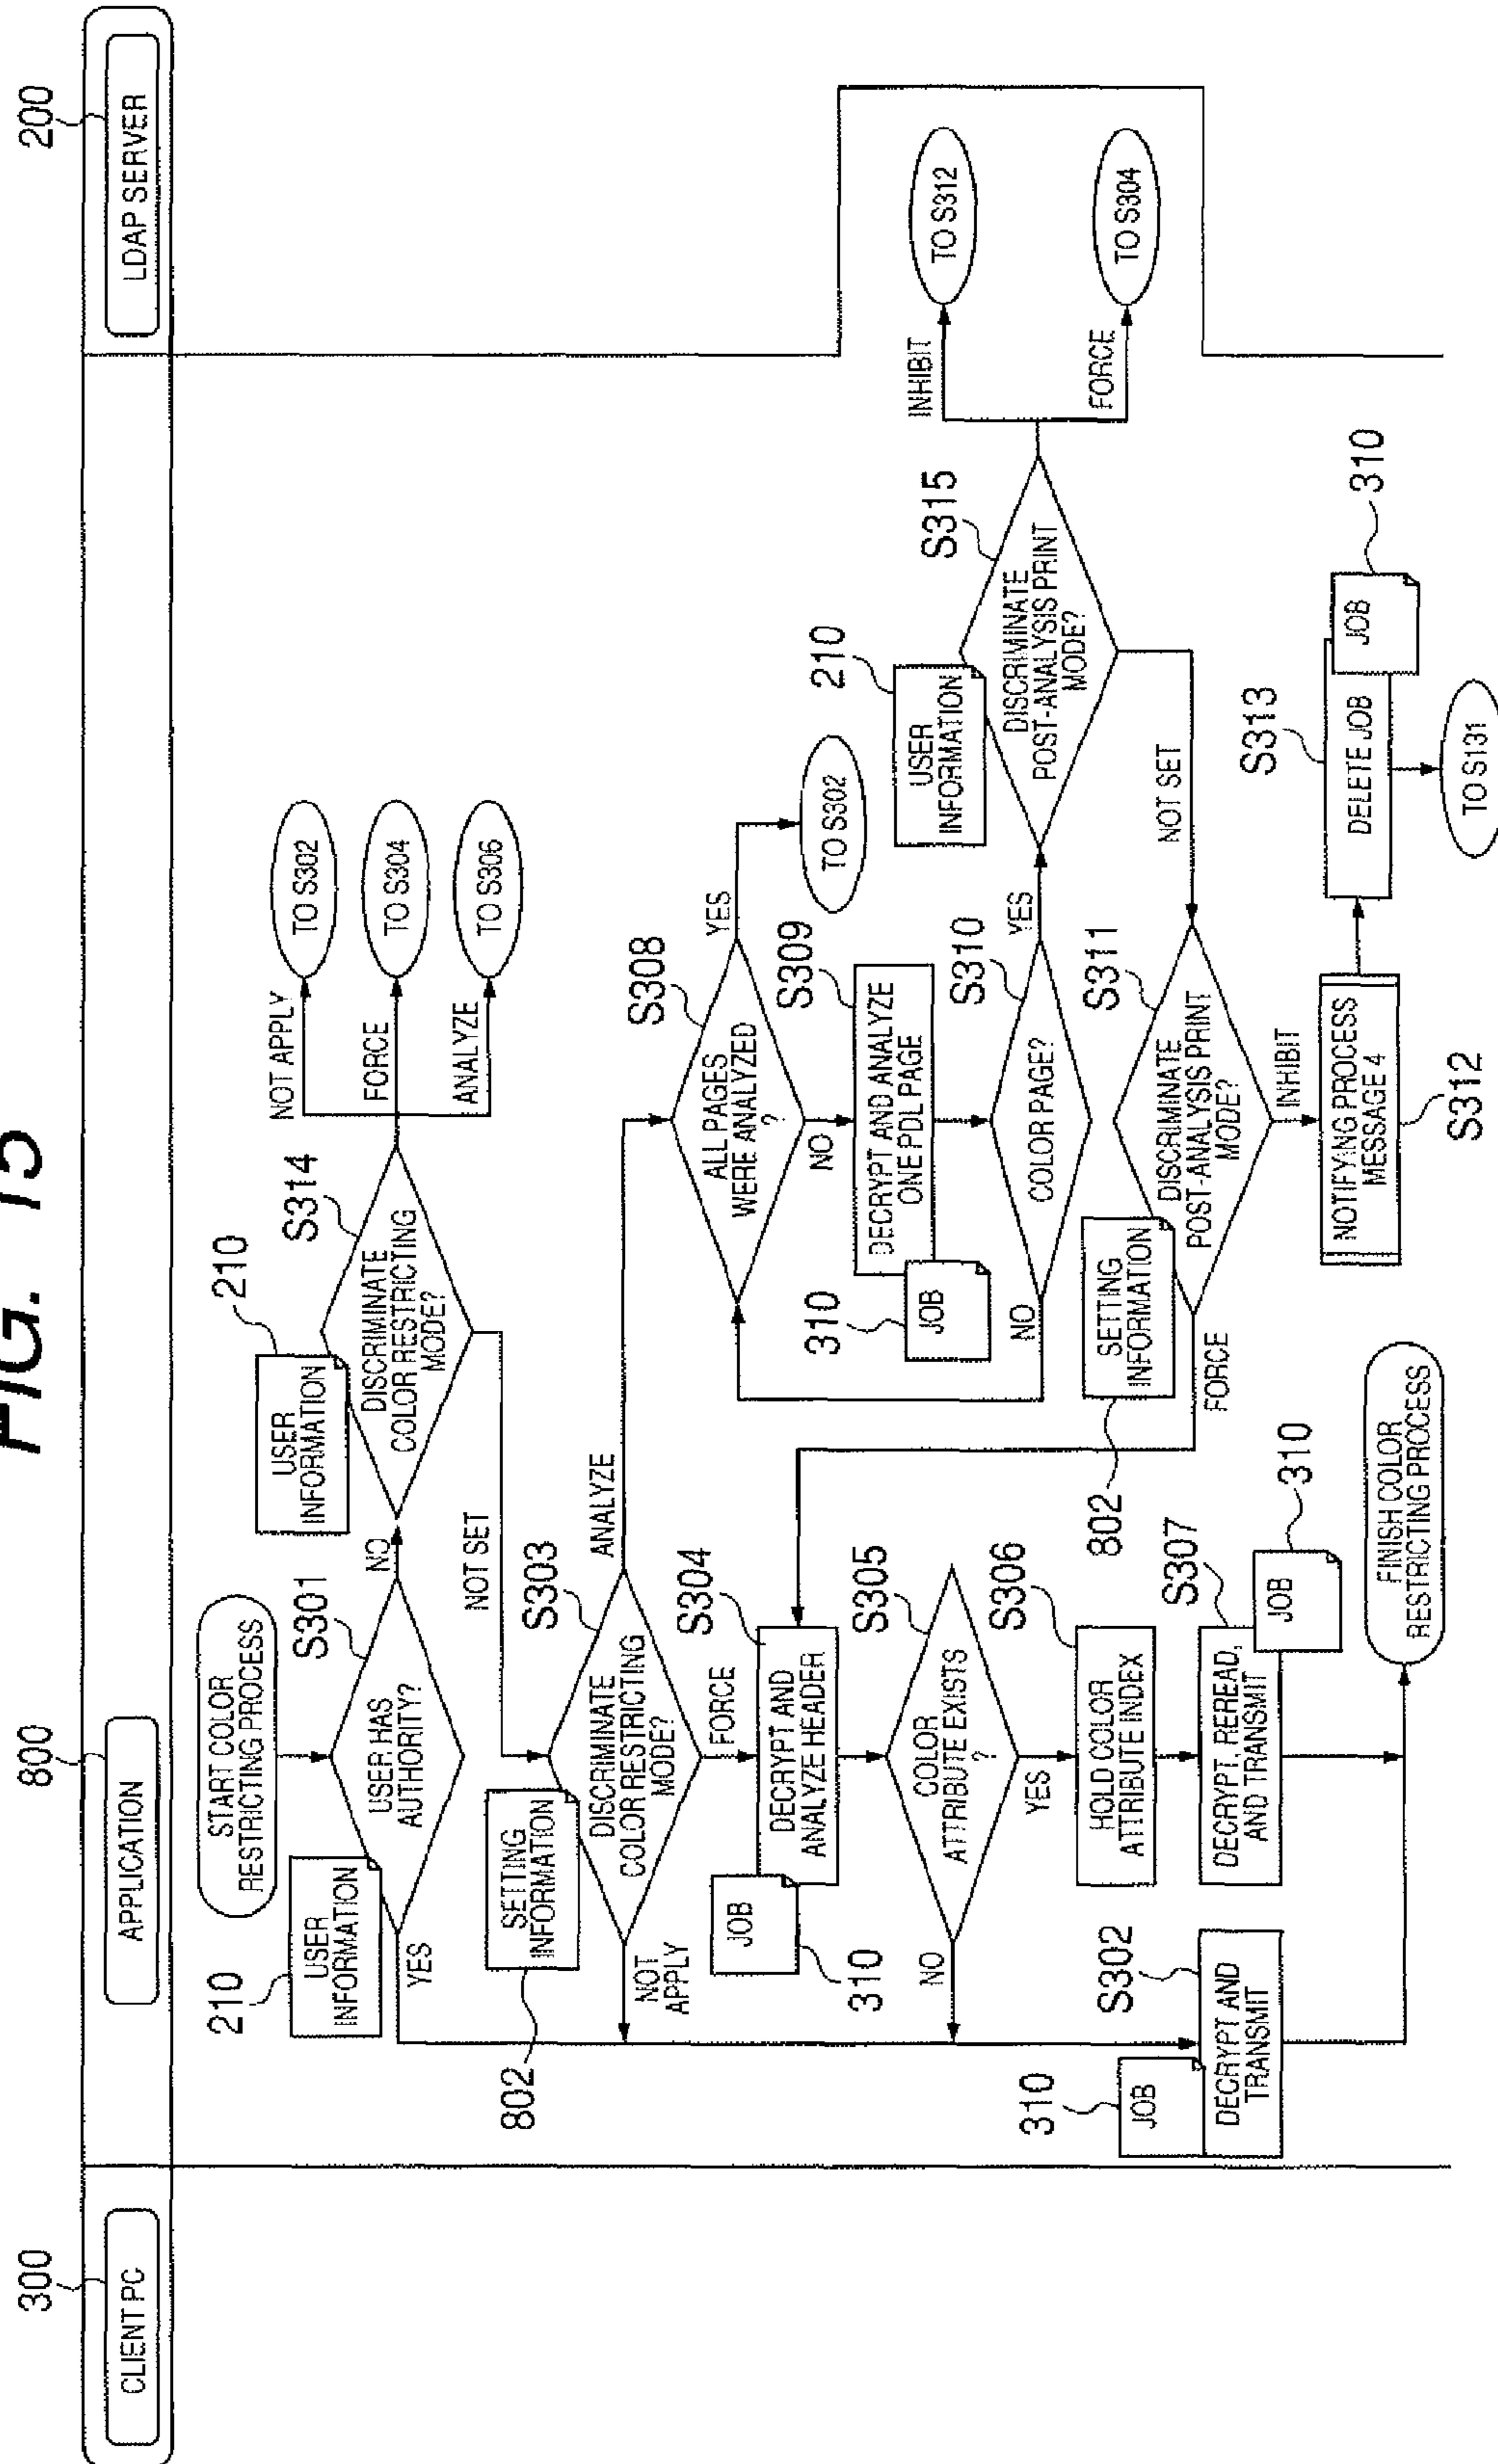 FIG. 15
300
CLIENT PC
800
APPLICATION
200
LDAP SERVER
START COLOR
RESTRICTING PROCESS
210
USER
INFORMATION
USER HAS
AUTHORITY?
S301
YES
NO
210
USER
INFORMATION
DISCRIMINATE
COLOR RESTRICTING
MODE?
S314
NOT APPLY
TO S302
FORCE
TO S304
ANALYZE
TO S306
NOT SET
802
SETTING
INFORMATION
DISCRIMINATE
COLOR RESTRICTING
MODE?
S303
NOT
APPLY
FORCE
ANALYZE
310
JOB
DECRYPT AND
ANALYZE HEADER
S304
COLOR
ATTRIBUTE EXISTS
?
S305
NO
YES
HOLD COLOR
ATTRIBUTE INDEX
S306
DECRYPT, REREAD,
AND TRANSMIT
S307
JOB
310
310
JOB
DECRYPT AND
TRANSMIT
S302
FINISH COLOR
RESTRICTING PROCESS
ALL PAGES
WERE ANALYZED
?
S308
YES
TO S302
NO
DECRYPT AND ANALYZE
ONE PDL PAGE
S309
310
JOB
COLOR PAGE?
S310
NO
YES
210
USER
INFORMATION
DISCRIMINATE
POST-ANALYSIS PRINT
MODE?
S315
INHIBIT
TO S312
FORCE
TO S304
NOT SET
802
SETTING
INFORMATION
DISCRIMINATE
POST-ANALYSIS PRINT
MODE?
S311
FORCE
INHIBIT
NOTIFYING PROCESS
MESSAGE 4
S312
DELETE JOB
S313
JOB
310
TO S131